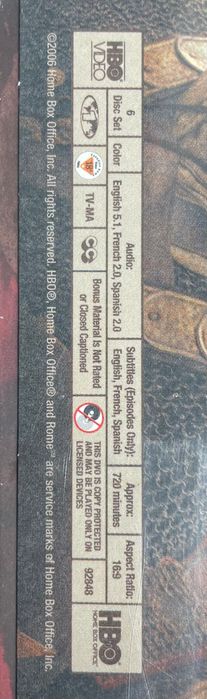 HBO
VIDEO
6
Disc Set
Color
Audio:
English 5.1, French 2.0, Spanish 2.0
Subtitles (Episodes Only):
English, French, Spanish
Approx:
720 minutes
Aspect Ratio:
16:9
18
TV-MA
CC
Bonus Material Is Not Rated
or Closed Captioned
THIS DVD IS COPY PROTECTED
AND MAY BE PLAYED ONLY ON
LICENSED DEVICES
92848
HBO
HOME BOX OFFICE
©2006 Home Box Office, Inc. All rights reserved. HBO®, Home Box Office® and Rome℠ are service marks of Home Box Office, Inc.